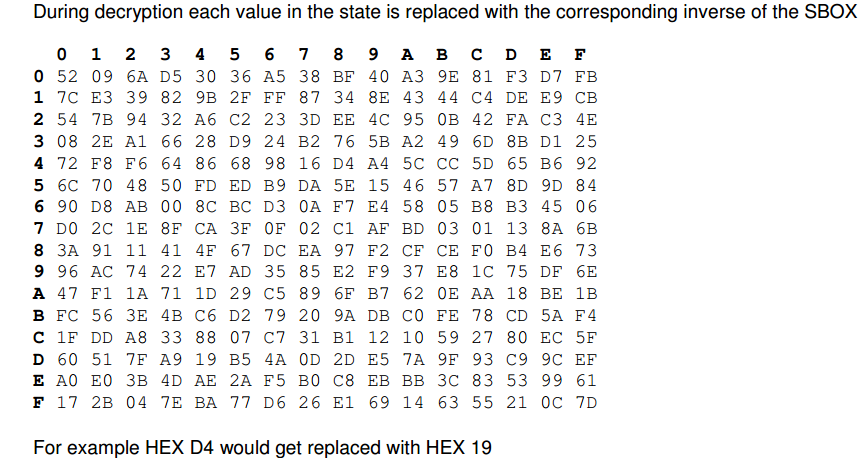 During decryption each value in the state is replaced with the corresponding inverse of the SBOX
0 1 2 3 4 5 6 7 8 9 A B C D E F
0 52 09 6A D5 30 36 A5 38 BF 40 A3 9E 81 F3 D7 FB
1 7C E3 39 82 9B 2F FF 87 34 8E 43 44 C4 DE E9 CB
2 54 7B 94 32 A6 C2 23 3D EE 4C 95 0B 42 FA C3 4E
3 08 2E A1 66 28 D9 24 B2 76 5B A2 49 6D 8B D1 25
4 72 F8 F6 64 86 68 98 16 D4 A4 5C CC 5D 65 B6 92
5 6C 70 48 50 FD ED B9 DA 5E 15 46 57 A7 8D 9D 84
6 90 D8 AB 00 8C BC D3 0A F7 E4 58 05 B8 B3 45 06
7 D0 2C 1E 8F CA 3F 0F 02 C1 AF BD 03 01 13 8A 6B
8 3A 91 11 41 4F 67 DC EA 97 F2 CF CE F0 B4 E6 73
9 96 AC 74 22 E7 AD 35 85 E2 F9 37 E8 1C 75 DF 6E
A 47 F1 1A 71 1D 29 C5 89 6F B7 62 0E AA 18 BE 1B
B FC 56 3E 4B C6 D2 79 20 9A DB C0 FE 78 CD 5A F4
C 1F DD A8 33 88 07 C7 31 B1 12 10 59 27 80 EC 5F
D 60 51 7F A9 19 B5 4A 0D 2D E5 7A 9F 93 C9 9C EF
E A0 E0 3B 4D AE 2A F5 B0 C8 EB BB 3C 83 53 99 61
F 17 2B 04 7E BA 77 D6 26 E1 69 14 63 55 21 0C 7D
For example HEX D4 would get replaced with HEX 19